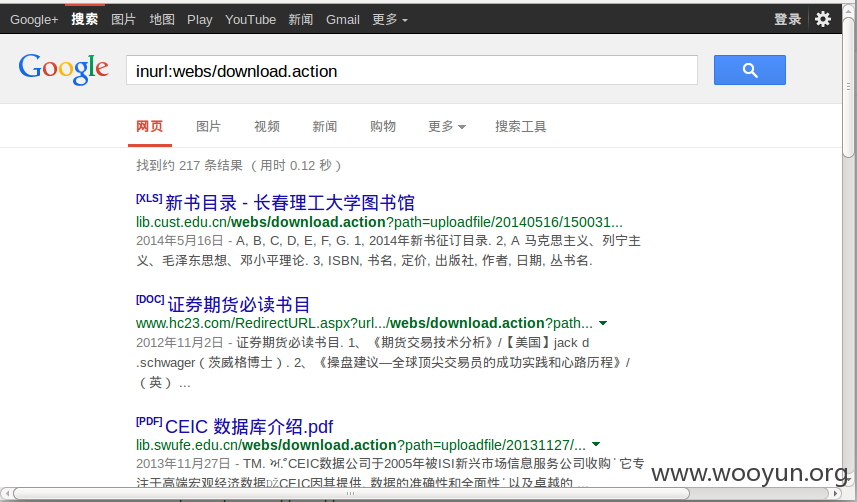 Google+ 搜索 图片 地图 Play YouTube 新闻 Gmail 更多 登录
Google inurl:webs/download.action
网页 图片 视频 新闻 购物 更多 搜索工具
找到约 217 条结果 （用时 0.12 秒）
[XLS] 新书目录 - 长春理工大学图书馆
lib.cust.edu.cn/webs/download.action?path=uploadfile/20140516/150031...
2014年5月16日 - A, B, C, D, E, F, G. 1, 2014年新书征订目录. 2, A 马克思主义、列宁主
义、毛泽东思想、邓小平理论. 3, ISBN, 书名, 定价, 出版社, 作者, 日期, 丛书名.
[DOC] 证券期货必读书目
www.hc23.com/RedirectURL.aspx?url.../webs/download.action?path...
2012年11月2日 - 证券期货必读书目. 1、《期货交易技术分析》/【美国】jack d
.schwager（茨威格博士）. 2、《操盘建议—全球顶尖交易员的成功实践和心路历程》/
（英） ...
[PDF] CEIC 数据库介绍.pdf
lib.swufe.edu.cn/webs/download.action?path=uploadfile/20131127/...
2013年11月27日 - TM. CEIC数据公司于2005年被ISI新兴市场信息服务公司收购 它专
注于高端宏观经济数据 CEIC因其提供 数据的准确性和全面性 以及卓越的 ...
www.wooyun.org